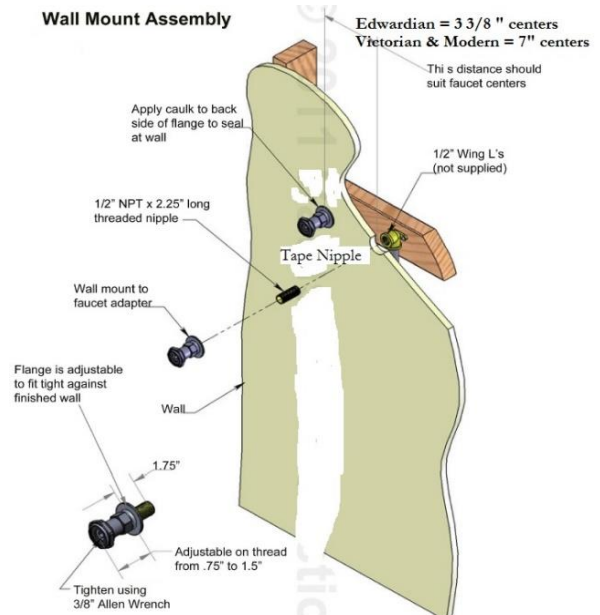 Wall Mount Assembly
Edwardian = 3 3/8 " centers
Victorian & Modern = 7" centers
Thi s distance should
suit faucet centers
Apply caulk to back
side of flange to seal
at wall
1/2" Wing L's
(not supplied)
1/2" NPT x 2.25" long
threaded nipple
Tape Nipple
Wall mount to
faucet adapter
Flange is adjustable
to fit tight against
finished wall
Wall
1.75"
Adjustable on thread
from .75" to 1.5"
Tighten using
3/8" Allen Wrench